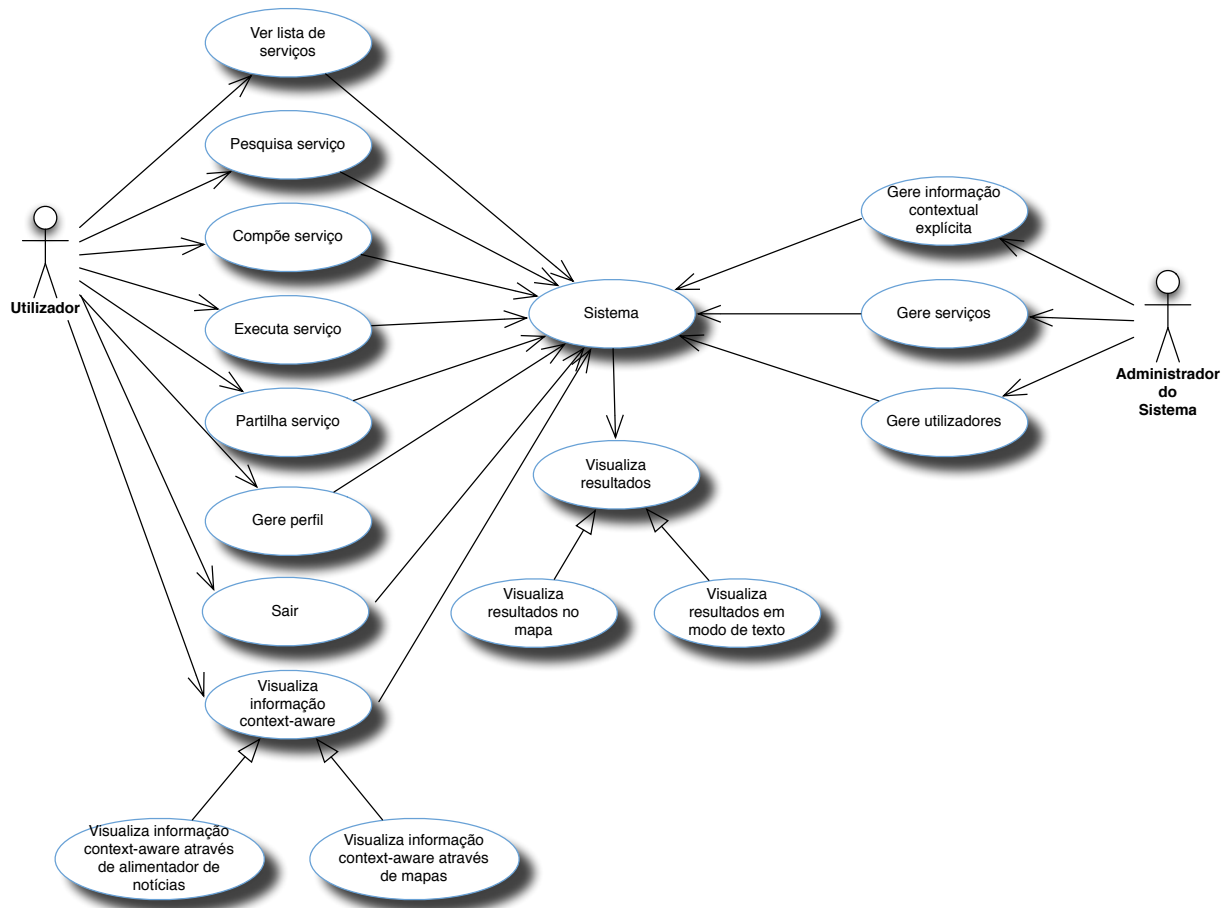 Ver lista de
serviços
Pesquisa serviço
Compõe serviço
Executa serviço
Partilha serviço
Gere perfil
Sair
Visualiza
informação
context-aware
Visualiza informação
context-aware através
de alimentador de
notícias
Visualiza informação
context-aware através
de mapas
Utilizador
Sistema
Visualiza
resultados
Visualiza
resultados no
mapa
Visualiza
resultados em
modo de texto
Gere informação
contextual
explícita
Gere serviços
Gere utilizadores
Administrador
do
Sistema